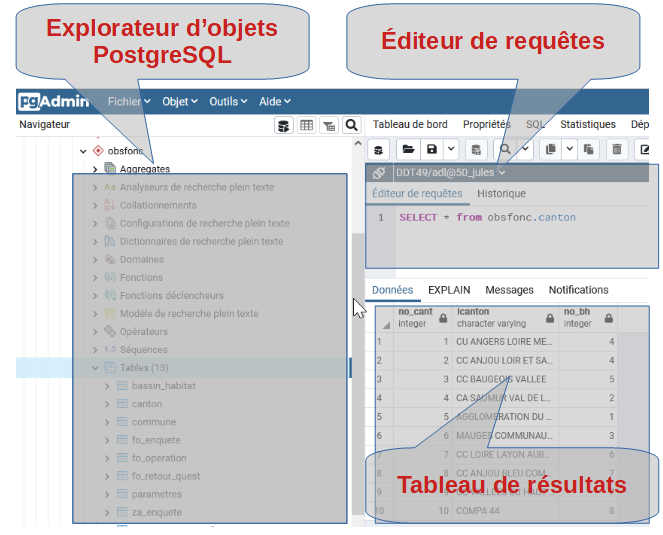 Explorateur d’objets
PostgreSQL
Éditeur de requêtes
pgAdmin Fichier Objet Outils Aide
Navigateur
Tableau de bord Propriétés SQL Statistiques Dép
obsfonc
Aggregates
Analyseurs de recherche plein texte
Collationnements
Configurations de recherche plein texte
Dictionnaires de recherche plein texte
Domaines
Fonctions
Fonctions déclencheurs
Modèle de recherche plein texte
Opérateurs
1..3 Séquences
Tables (13)
bassin_habitat
canton
commune
fo_enquete
fo_operation
fo_retour_quest
parametres
za_enquete
DDT49/adl@50_jules
Éditeur de requêtes Historique
1 SELECT * from obsfonc.canton
Données EXPLAIN Messages Notifications
no_cant lcanton no_bh
integer character varying integer
1 1 CU ANGERS LOIRE ME... 4
2 2 CC ANJOU LOIR ET SA... 4
3 3 CC BAUGEOIS VALLEE 5
4 4 CA SAUMUR VAL DE L... 2
5 5 AGGLOMERATION DU ... 1
6 6 MAUGES COMMUNAU... 3
7 7 CC LOIRE LAYON AUB... 6
8 8 CC ANJOU BLEU COM... 7
9
10 10 COMPA 44 8
Tableau de résultats